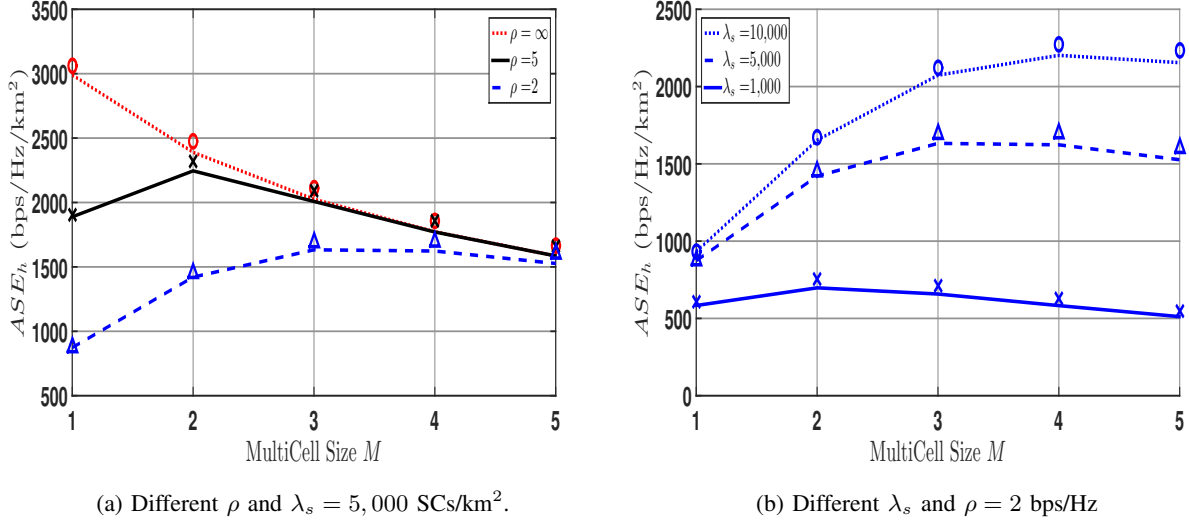 ASE_h (bps/Hz/km²)
3500
3000
2500
2000
1500
1000
500
1 2 3 4 5
MultiCell Size M
ρ = ∞
ρ =5
ρ =2
(a) Different ρ and λ_s = 5, 000 SCs/km².
ASE_h (bps/Hz/km²)
2500
2000
1500
1000
500
0
1 2 3 4 5
MultiCell Size M
λ_s =10,000
λ_s =5,000
λ_s =1,000
(b) Different λ_s and ρ = 2 bps/Hz